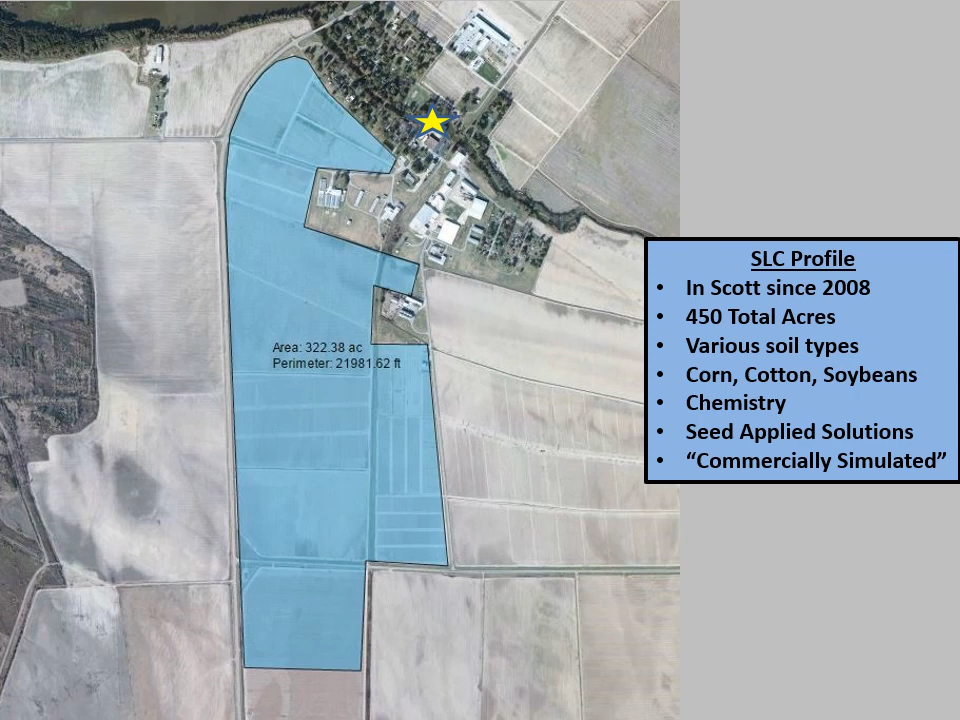 Area: 322.38 ac
Perimeter: 21981.62 ft
SLC Profile
• In Scott since 2008
• 450 Total Acres
• Various soil types
• Corn, Cotton, Soybeans
• Chemistry
• Seed Applied Solutions
• “Commercially Simulated”